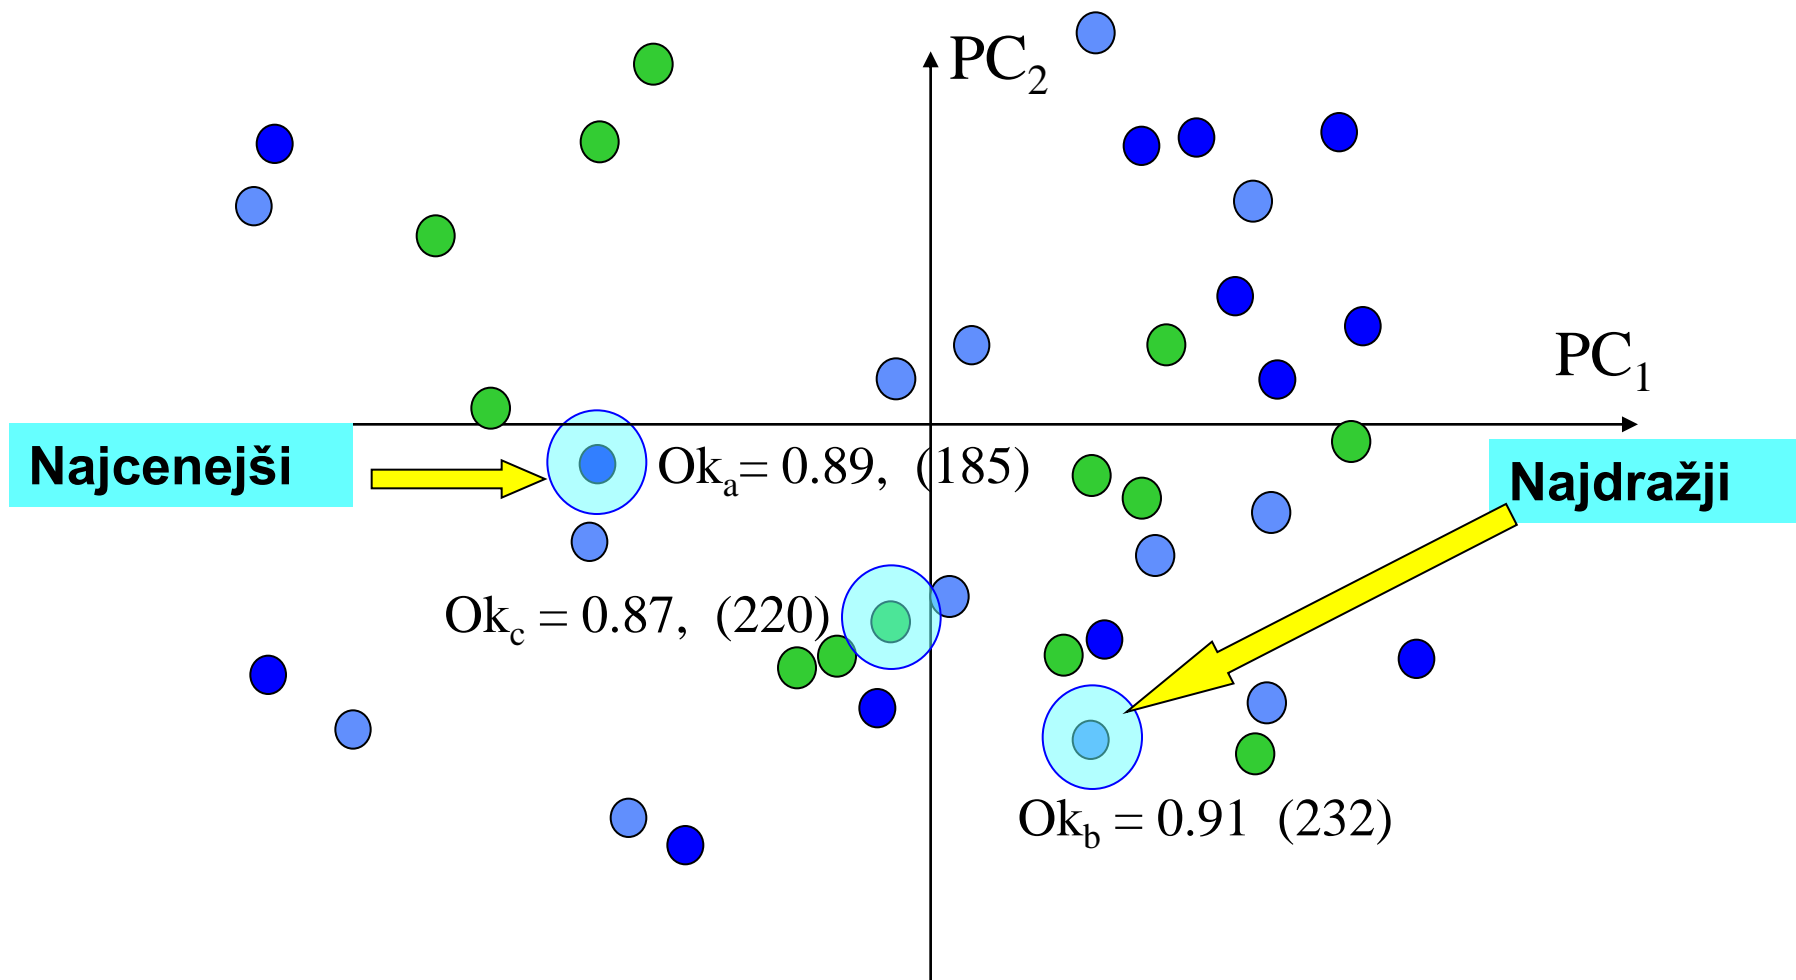 PC2
PC1
Najcenejši
Oka= 0.89, (185)
Najdražji
Okc = 0.87, (220)
Okb = 0.91 (232)